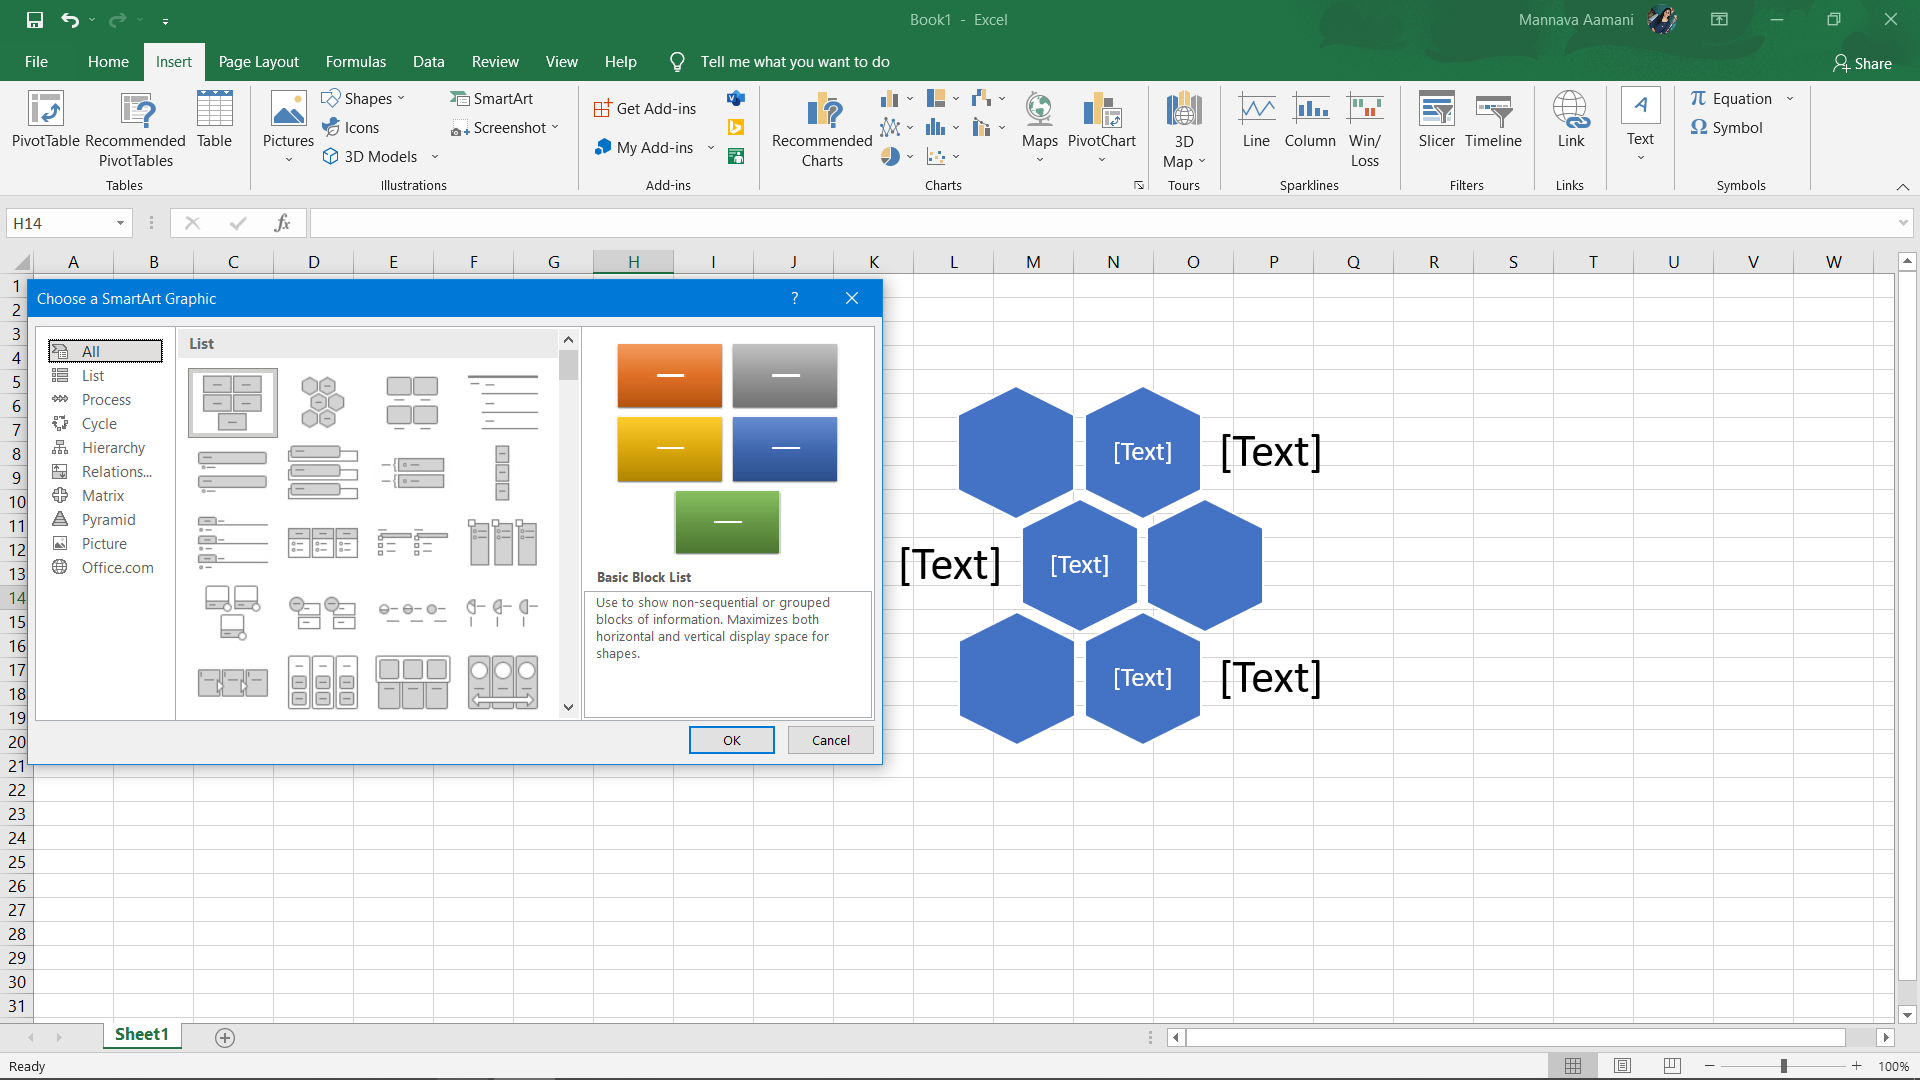 Book1 - Excel
Mannava Aamani
File Home Insert Page Layout Formulas Data Review View Help Tell me what you want to do Share
PivotTable Recommended PivotTables Table
Tables
Pictures Shapes Icons 3D Models SmartArt Screenshot
Illustrations
Get Add-ins
My Add-ins
Add-ins
Recommended Charts Maps PivotChart
Charts
3D Map
Tours
Line Column Win/Loss
Sparklines
Slicer Timeline
Filters
Link
Links
Text
A
π Equation
Ω Symbol
Symbols
H14 fx
A B C D E F G H I J K L M N O P Q R S T U V W
1
2
3
4
5
6
7
8
9
10
11
12
13
14
15
16
17
18
19
20
21
22
23
24
25
26
27
28
29
30
31
Choose a SmartArt Graphic ?
All
List
Process
Cycle
Hierarchy
Relations...
Matrix
Pyramid
Picture
Office.com
List
Basic Block List
Use to show non-sequential or grouped
blocks of information. Maximizes both
horizontal and vertical display space for
shapes.
OK Cancel
[Text] [Text]
[Text] [Text]
[Text] [Text]
Sheet1
Ready 100%